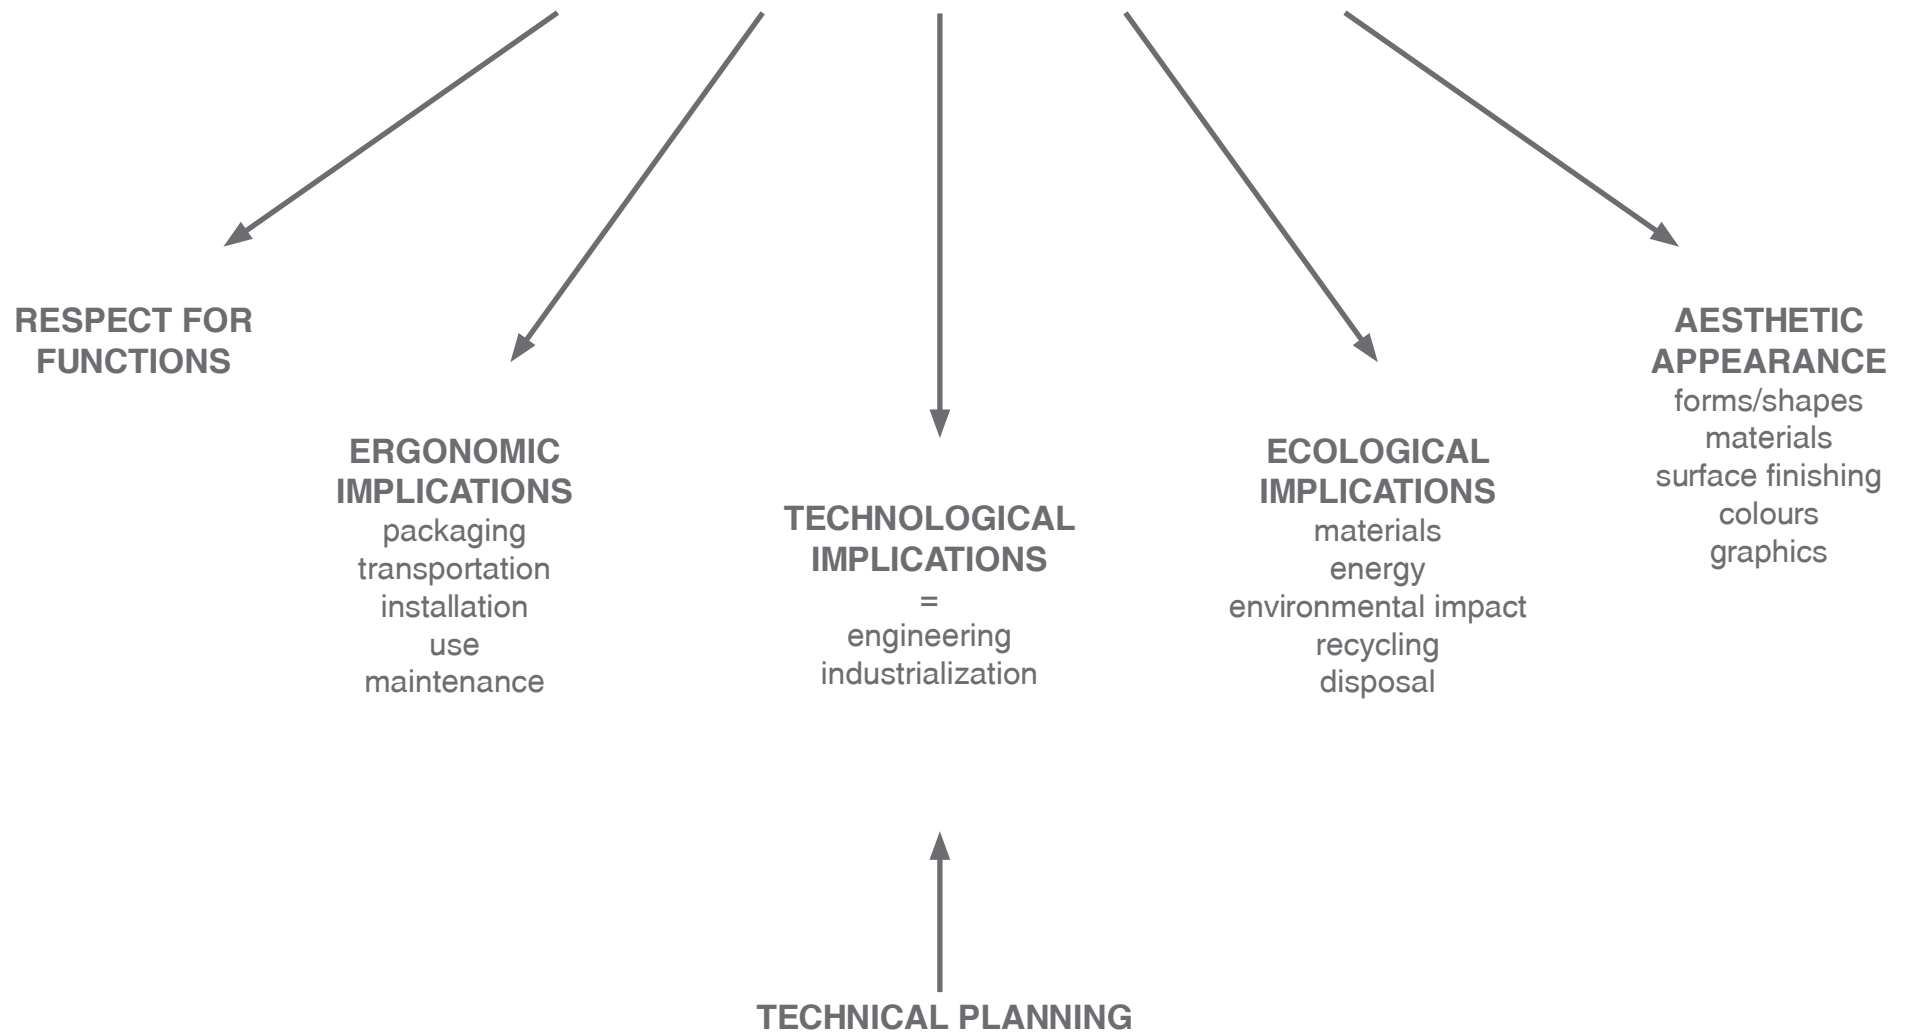 RESPECT FOR
FUNCTIONS
ERGONOMIC
IMPLICATIONS
packaging
transportation
installation
use
maintenance
TECHNOLOGICAL
IMPLICATIONS
=
engineering
industrialization
ECOLOGICAL
IMPLICATIONS
materials
energy
environmental impact
recycling
disposal
AESTHETIC
APPEARANCE
forms/shapes
materials
surface finishing
colours
graphics
TECHNICAL PLANNING